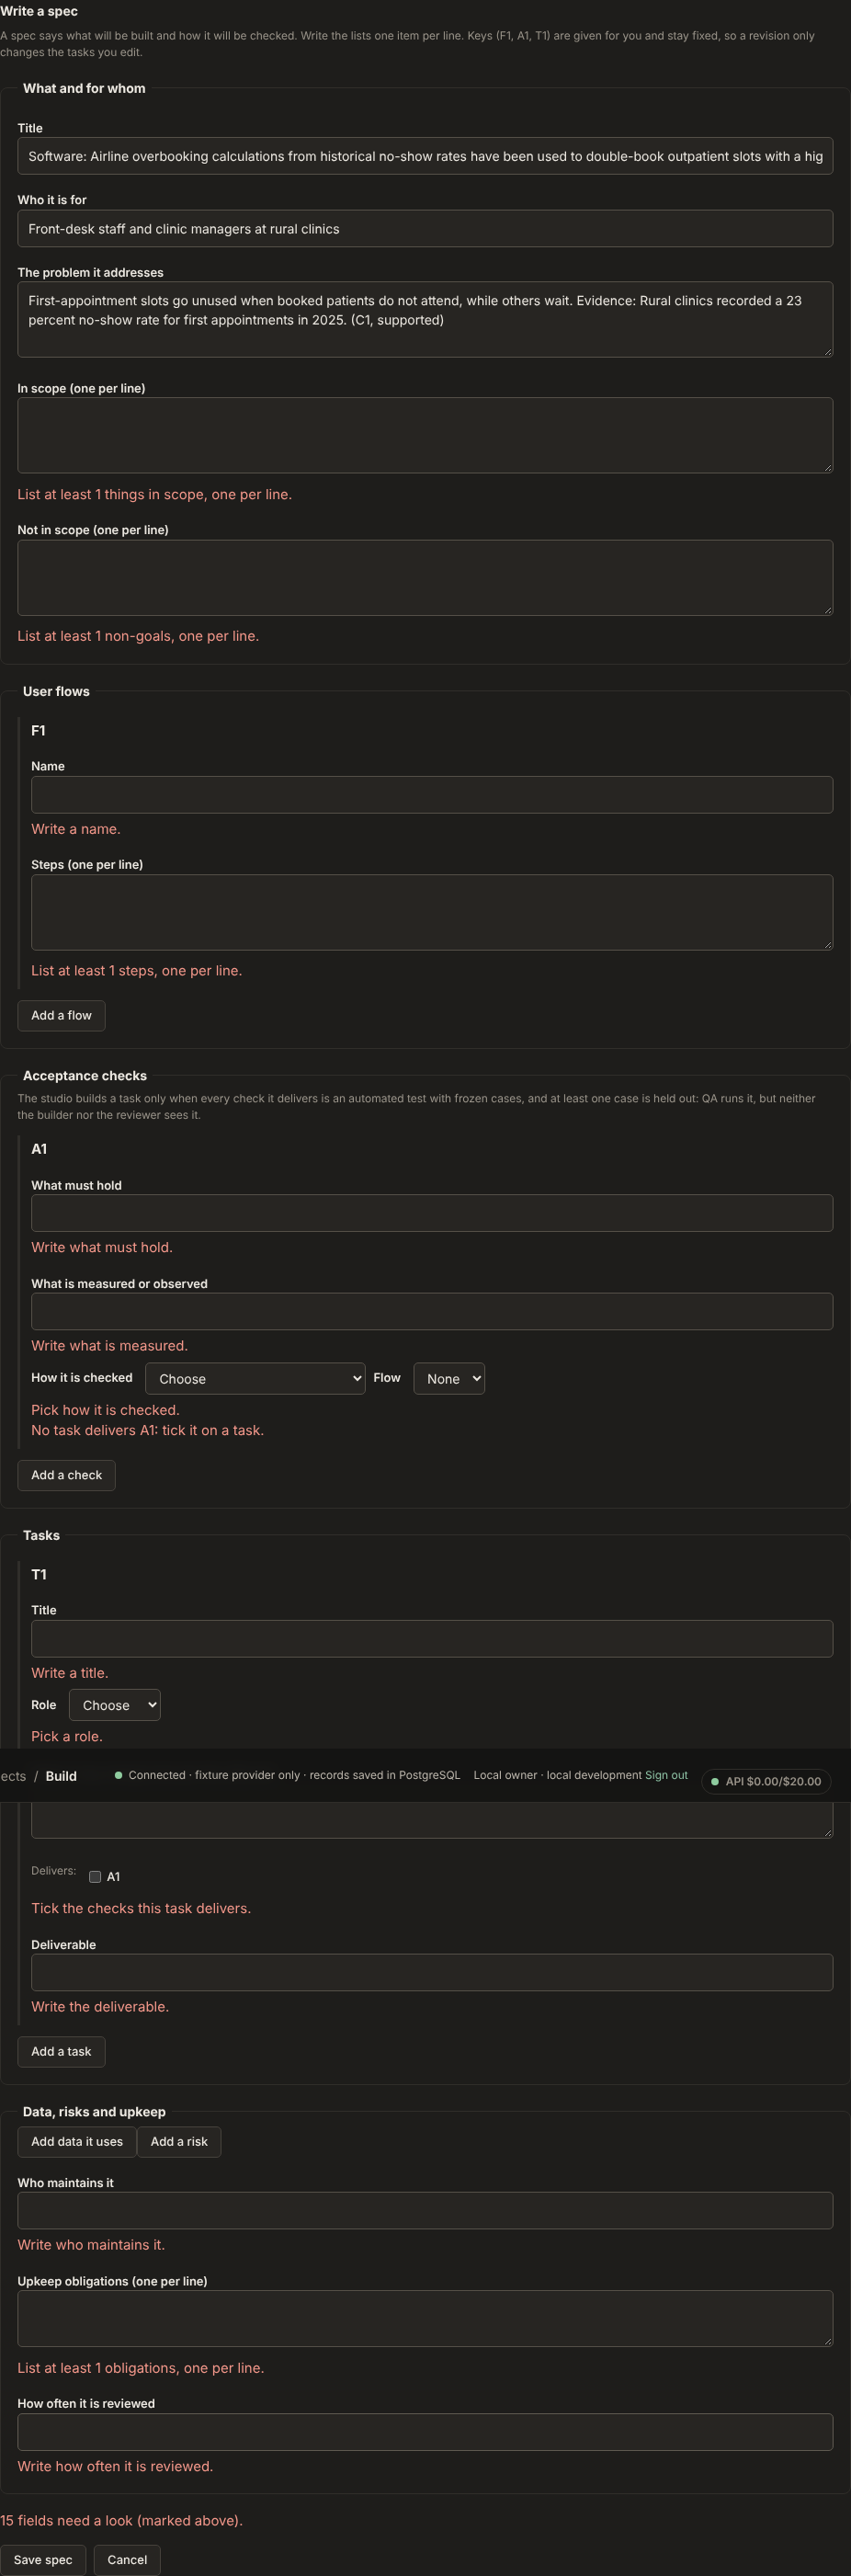 Write a spec
A spec says what will be built and how it will be checked. Write the lists one item per line. Keys (F1, A1, T1) are given for you and stay fixed, so a revision only
changes the tasks you edit.
What and for whom
Title
Software: Airline overbooking calculations from historical no-show rates have been used to double-book outpatient slots with a hig
Who it is for
Front-desk staff and clinic managers at rural clinics
The problem it addresses
First-appointment slots go unused when booked patients do not attend, while others wait. Evidence: Rural clinics recorded a 23
percent no-show rate for first appointments in 2025. (C1, supported)
In scope (one per line)
List at least 1 things in scope, one per line.
Not in scope (one per line)
List at least 1 non-goals, one per line.
User flows
F1
Name
Write a name.
Steps (one per line)
List at least 1 steps, one per line.
Add a flow
Acceptance checks
The studio builds a task only when every check it delivers is an automated test with frozen cases, and at least one case is held out: QA runs it, but neither
the builder nor the reviewer sees it.
A1
What must hold
Write what must hold.
What is measured or observed
Write what is measured.
How it is checked Choose Flow None
Pick how it is checked.
No task delivers A1: tick it on a task.
Add a check
Tasks
T1
Title
Write a title.
Role Choose
Pick a role.
ects / Build Connected · fixture provider only · records saved in PostgreSQL Local owner · local development Sign out API $0.00/$20.00
Delivers: A1
Tick the checks this task delivers.
Deliverable
Write the deliverable.
Add a task
Data, risks and upkeep
Add data it uses Add a risk
Who maintains it
Write who maintains it.
Upkeep obligations (one per line)
List at least 1 obligations, one per line.
How often it is reviewed
Write how often it is reviewed.
15 fields need a look (marked above).
Save spec Cancel